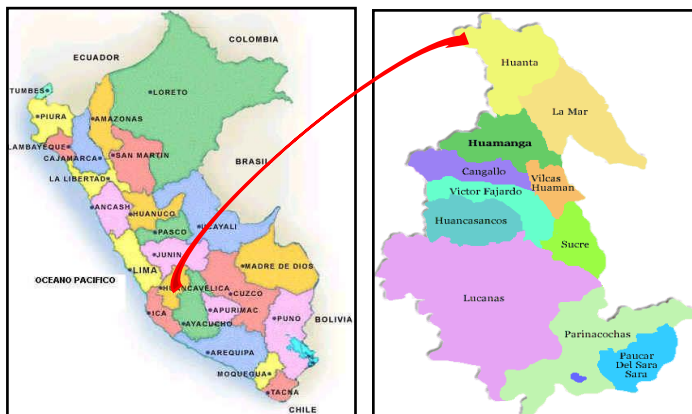 COLOMBIA
ECUADOR
TUMBES
LORETO
PIURA
AMAZONAS
LAMBAYEQUE
CAJAMARCA
SAN MARTIN
BRASIL
LA LIBERTAD
ANCASH
HUANUCO
UCAYALI
PASCO
JUNIN
OCEANO PACIFICO
LIMA
MADRE DE DIOS
HUANCAVELICA
CUZCO
ICA
APURIMAC
AYACUCHO
PUNO
BOLIVIA
AREQUIPA
MOQUEGUA
TACNA
CHILE
Huanta
La Mar
Huamanga
Cangallo
Vilcas
Huaman
Victor Fajardo
Huancasancos
Sucre
Lucanas
Parinacochas
Paucar
Del Sara
Sara